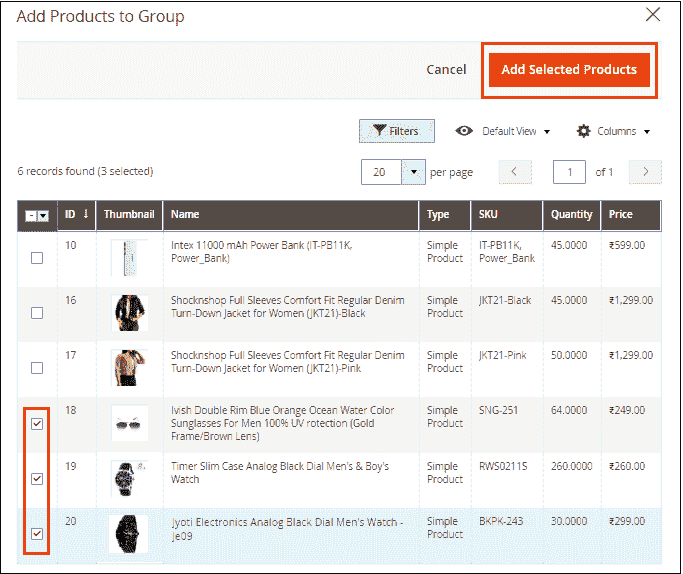 Add Products to Group
Cancel
Add Selected Products
Filters
Default View
Columns
6 records found (3 selected)
20
per page
1
of 1
ID
Thumbnail
Name
Type
SKU
Quantity
Price
10
Intex 11000 mAh Power Bank (IT-PB11K,
Power_Bank)
Simple
Product
IT-PB11K,
Power_Bank
45.0000
₹599.00
16
Shocknshop Full Sleeves Comfort Fit Regular Denim
Turn-Down Jacket for Women (JKT21)-Black
Simple
Product
JKT21-Black
45.0000
₹1,299.00
17
Shocknshop Full Sleeves Comfort Fit Regular Denim
Turn-Down Jacket for Women (JKT21)-Pink
Simple
Product
JKT21-Pink
50.0000
₹1,299.00
18
Ivish Double Rim Blue Orange Ocean Water Color
Sunglasses For Men 100% UV rotection (Gold
Frame/Brown Lens)
Simple
Product
SNG-251
64.0000
₹249.00
19
Timer Slim Case Analog Black Dial Men's & Boy's
Watch
Simple
Product
RWS02115
260.0000
₹260.00
20
Jyoti Electronics Analog Black Dial Men's Watch -
Je09
Simple
Product
BKPK-243
30.0000
₹299.00